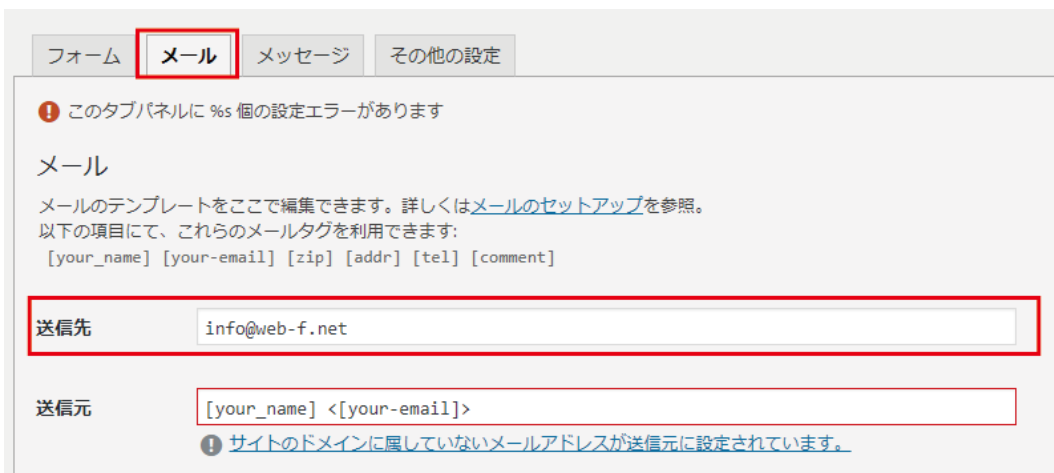 フォーム メール メッセージ その他の設定
このタブパネルに %s 個の設定エラーがあります
メール
メールのテンプレートをここで編集できます。詳しくはメールのセットアップを参照。
以下の項目にて、これらのメールタグを利用できます:
[your_name] [your-email] [zip] [addr] [tel] [comment]
送信先 info@web-f.net
送信元 [your_name] <[your-email]>
サイトのドメインに属していないメールアドレスが送信元に設定されています。